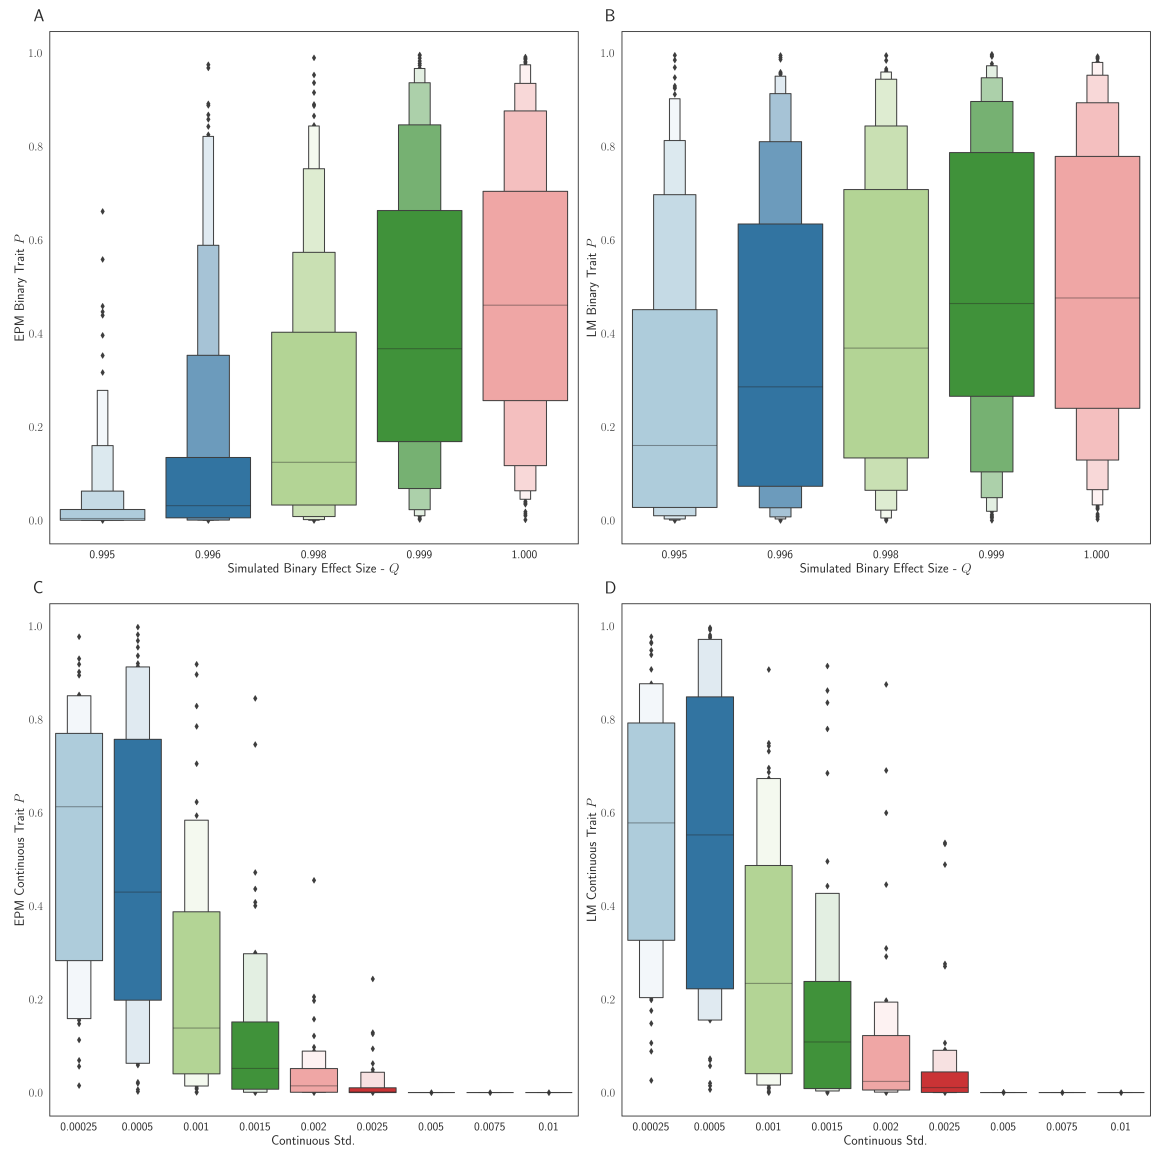 A
1.0
0.8
0.6
0.4
0.2
0.0
EPM Binary Trait P
0.995 0.996 0.998 0.999 1.000
Simulated Binary Effect Size - Q
B
1.0
0.8
0.6
0.4
0.2
0.0
LM Binary Trait P
0.995 0.996 0.998 0.999 1.000
Simulated Binary Effect Size - Q
C
1.0
0.8
0.6
0.4
0.2
0.0
EPM Continuous Trait P
0.00025 0.0005 0.001 0.0015 0.002 0.0025 0.005 0.0075 0.01
Continuous Std.
D
1.0
0.8
0.6
0.4
0.2
0.0
LM Continuous Trait P
0.00025 0.0005 0.001 0.0015 0.002 0.0025 0.005 0.0075 0.01
Continuous Std.